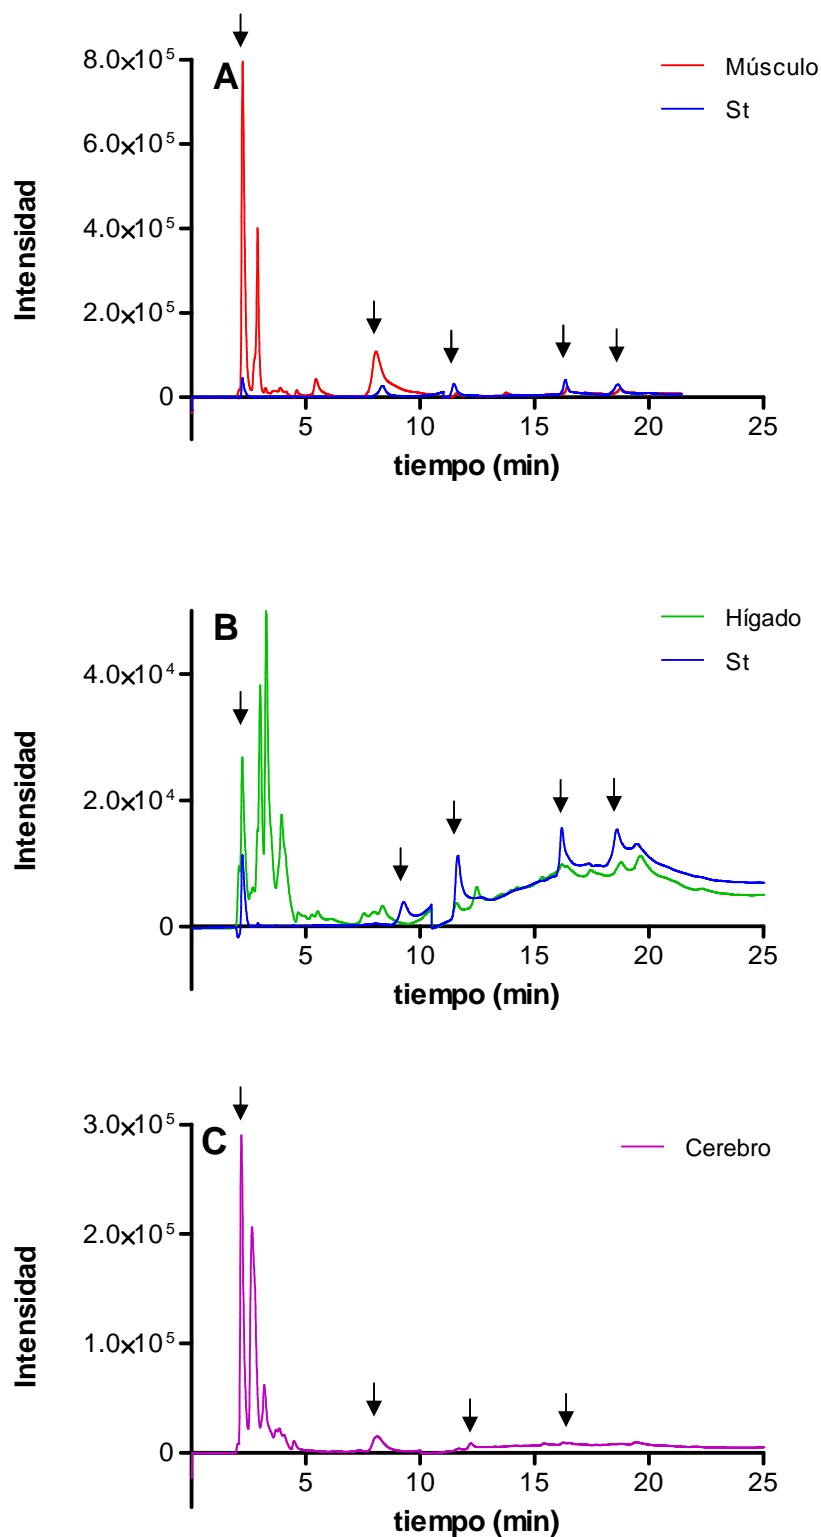 A
Músculo
St
8.0×10⁵
6.0×10⁵
4.0×10⁵
2.0×10⁵
0
Intensidad
5 10 15 20 25
tiempo (min)
B
Hígado
St
4.0×10⁴
2.0×10⁴
0
Intensidad
5 10 15 20 25
tiempo (min)
C
Cerebro
3.0×10⁵
2.0×10⁵
1.0×10⁵
0
Intensidad
5 10 15 20 25
tiempo (min)